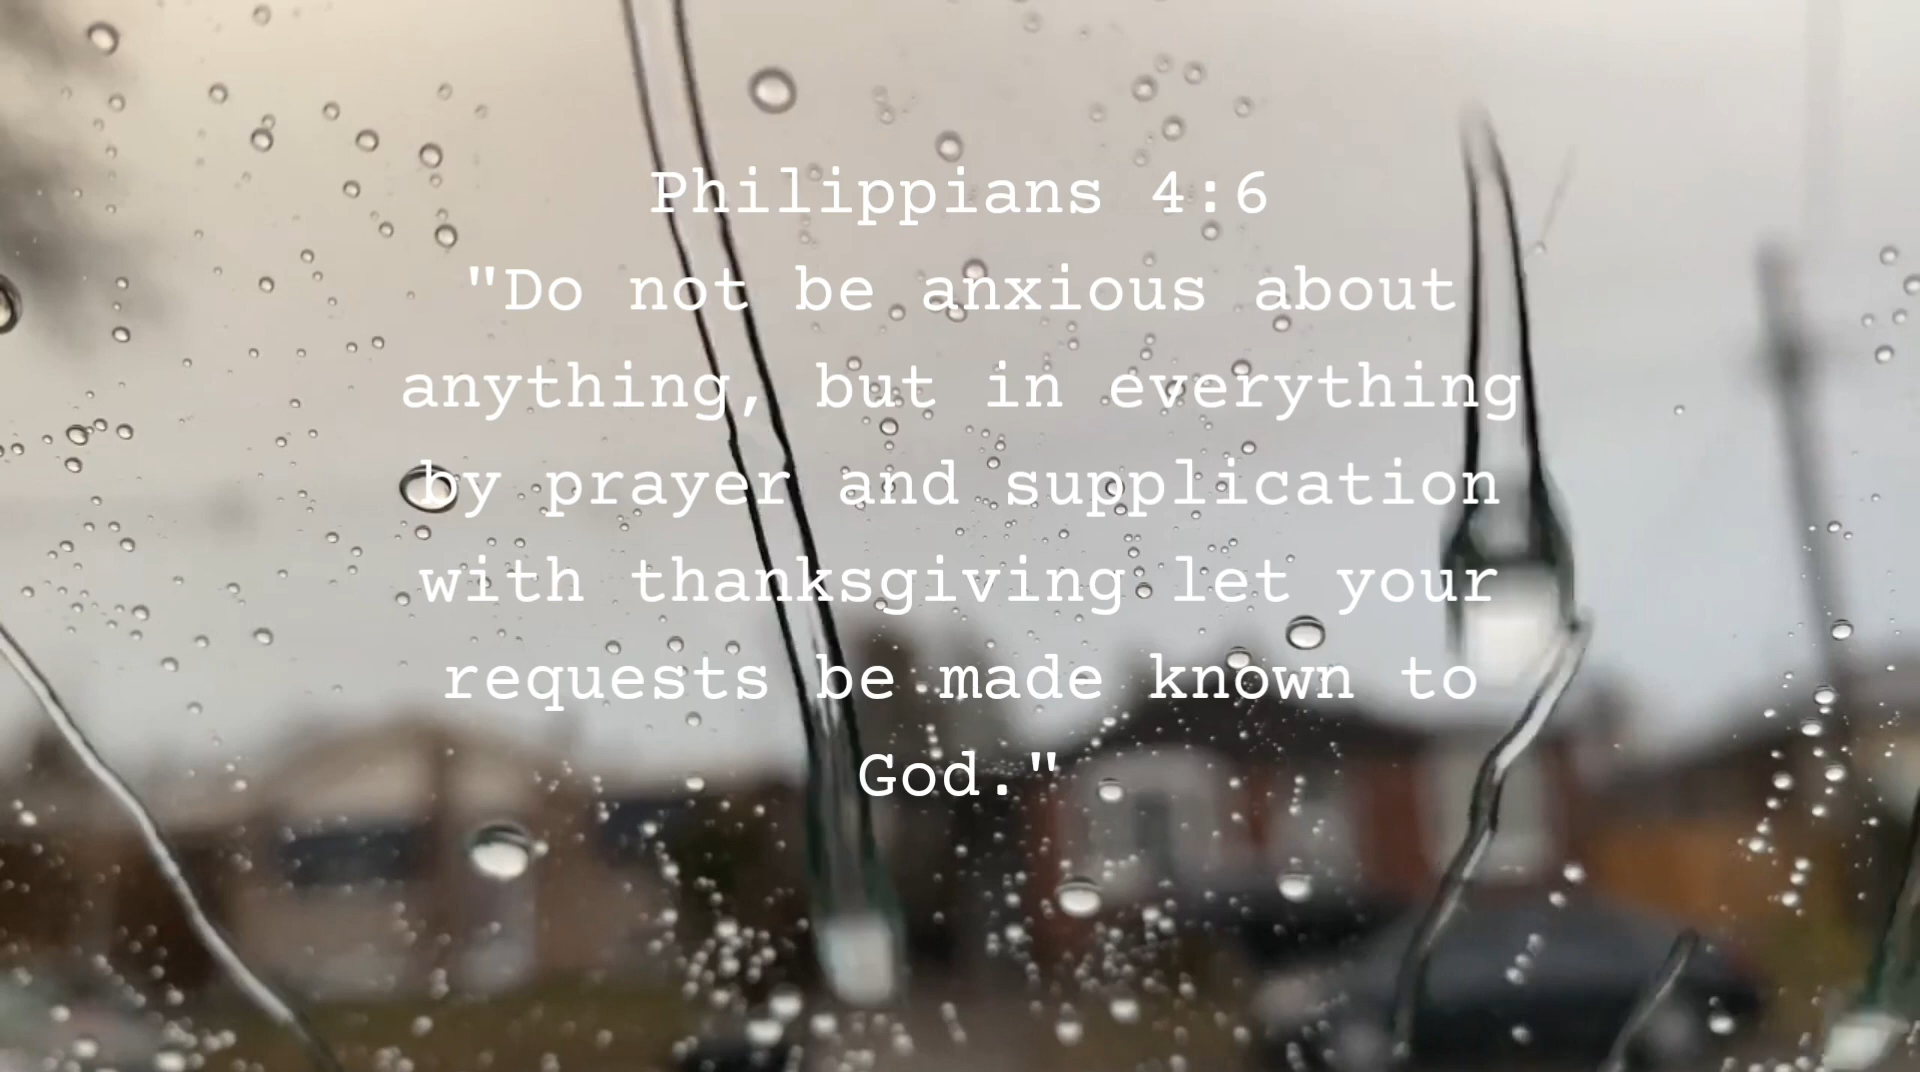 Philippians 4:6
"Do not be anxious about
anything, but in everything
by prayer and supplication
with thanksgiving let your
requests be made known to
God."